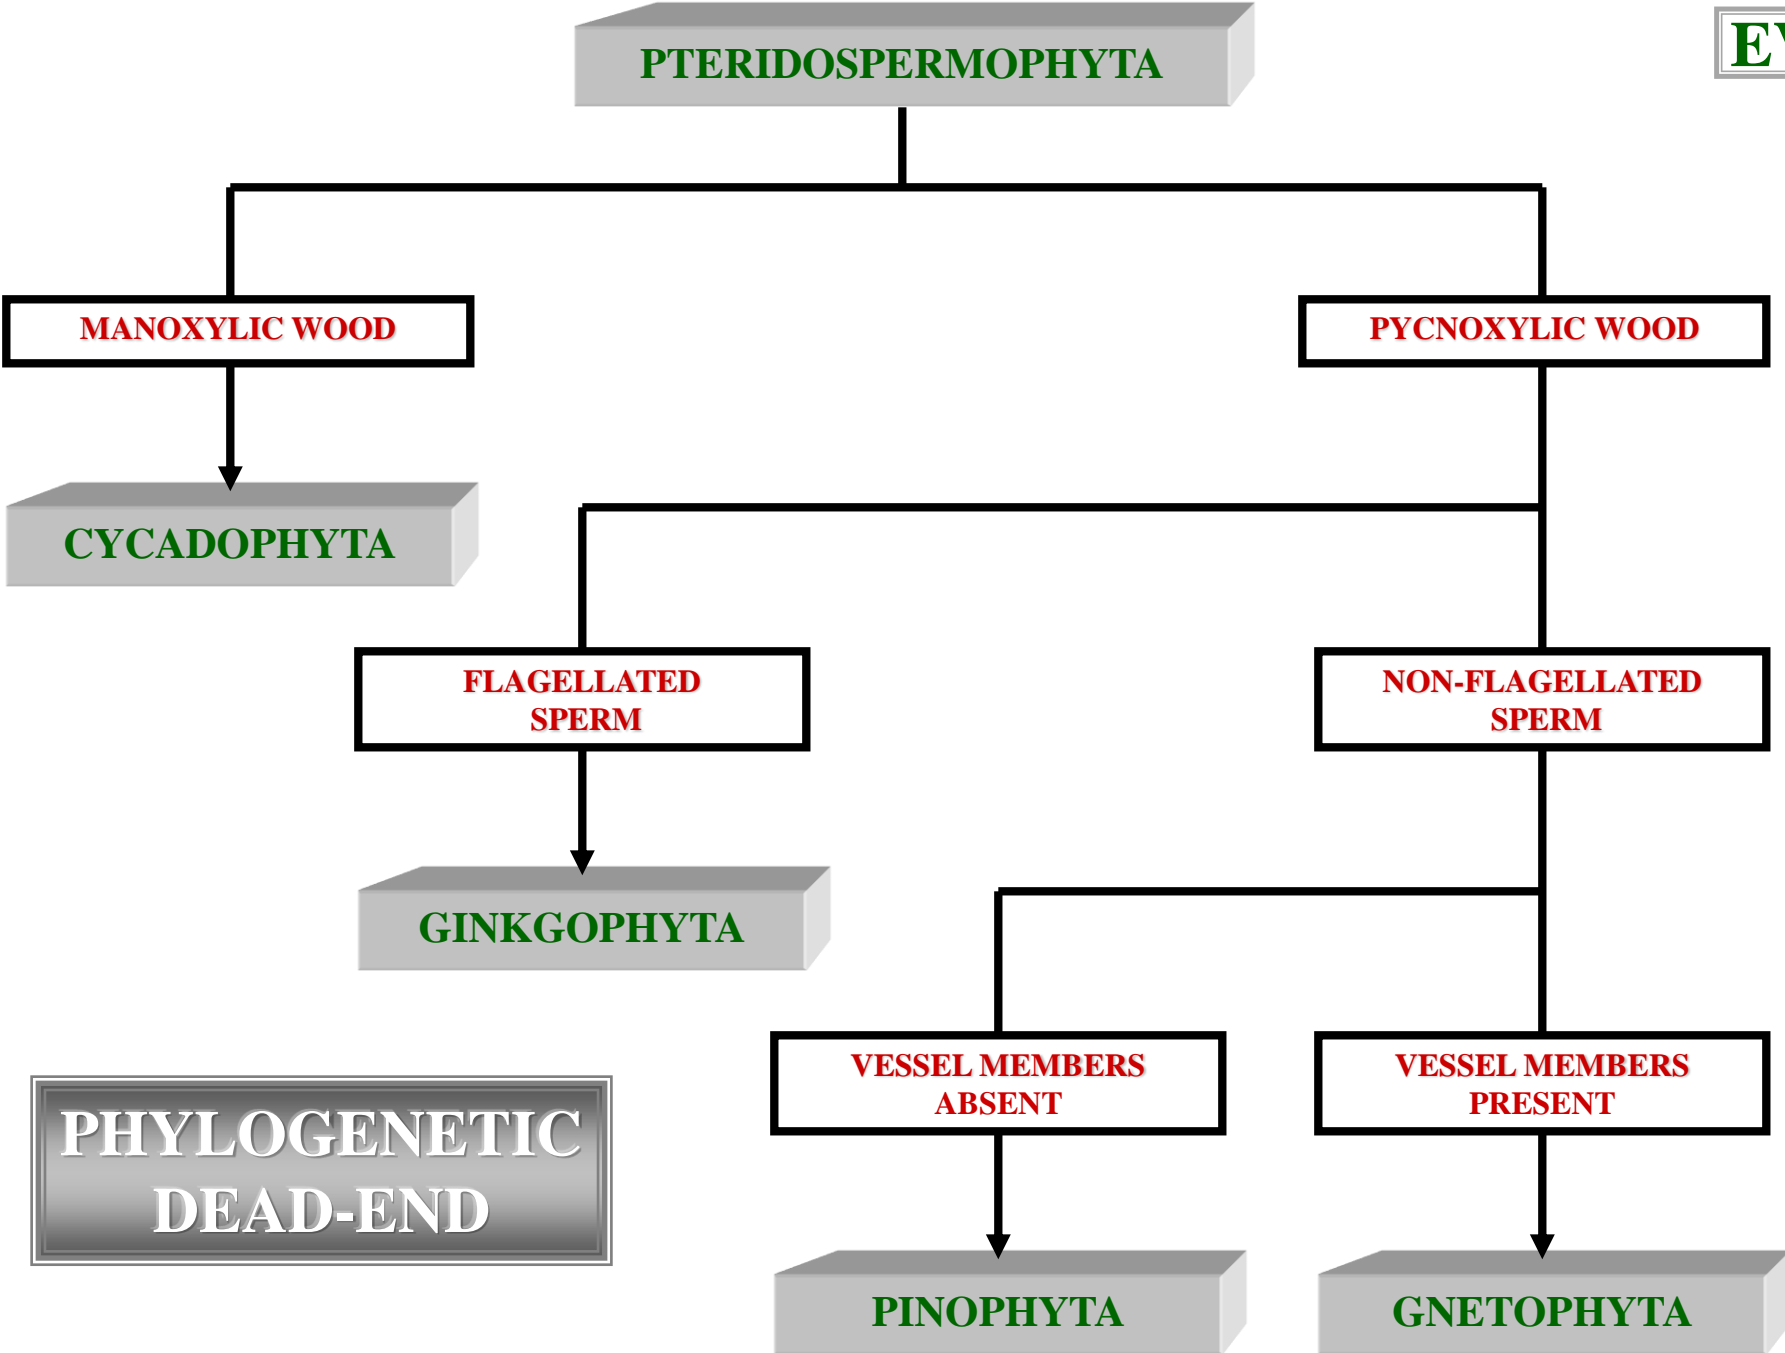 PTERIDOSPERMOPHYTA
MANOXYLIC WOOD
PYCNOXYLIC WOOD
CYCADOPHYTA
FLAGELLATED
SPERM
NON-FLAGELLATED
SPERM
GINKGOPHYTA
VESSEL MEMBERS
ABSENT
VESSEL MEMBERS
PRESENT
PHYLOGENETIC
DEAD-END
PINOPHYTA
GNETOPHYTA